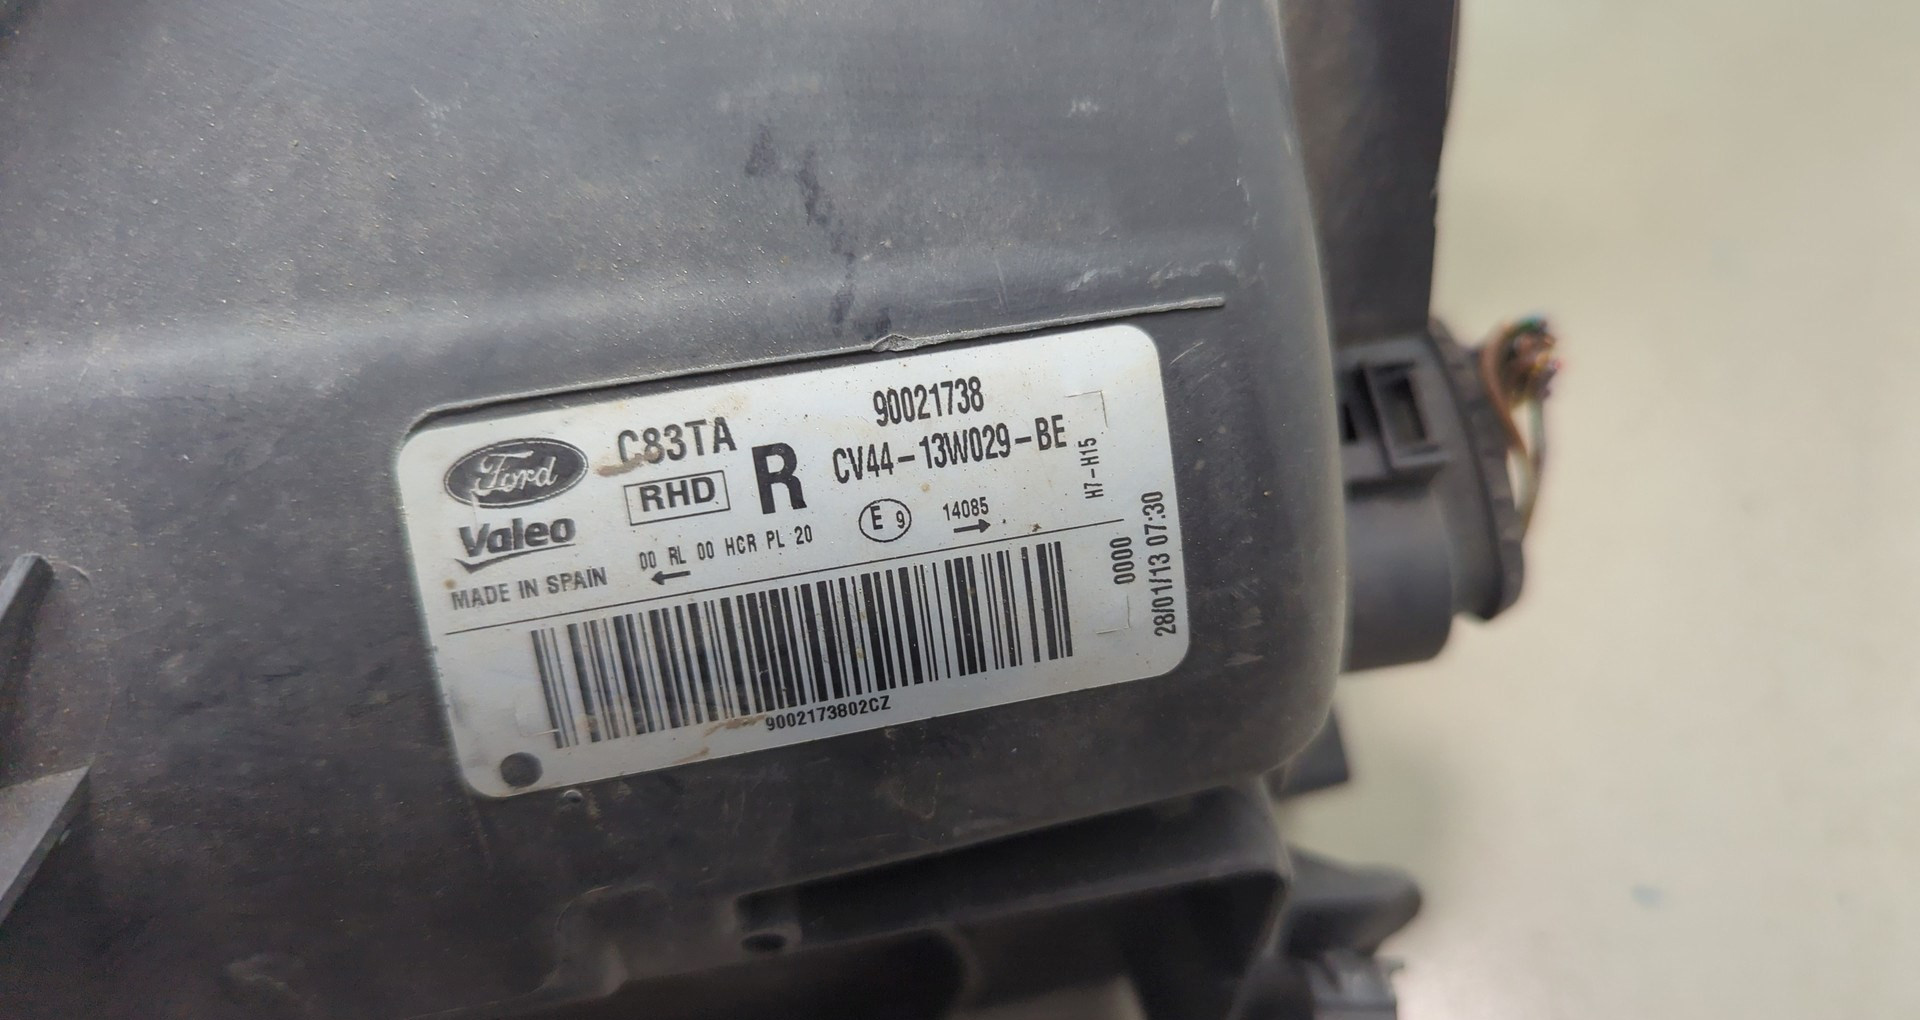 Ford
C83TA
90021738
Valeo
RHD
R
CV44-13W029-BE
H7-H15
MADE IN SPAIN
00 RL 00 HCR PL 20
←
E 9
14085
→
0000
28/01/13 07:30
9002173802CZ